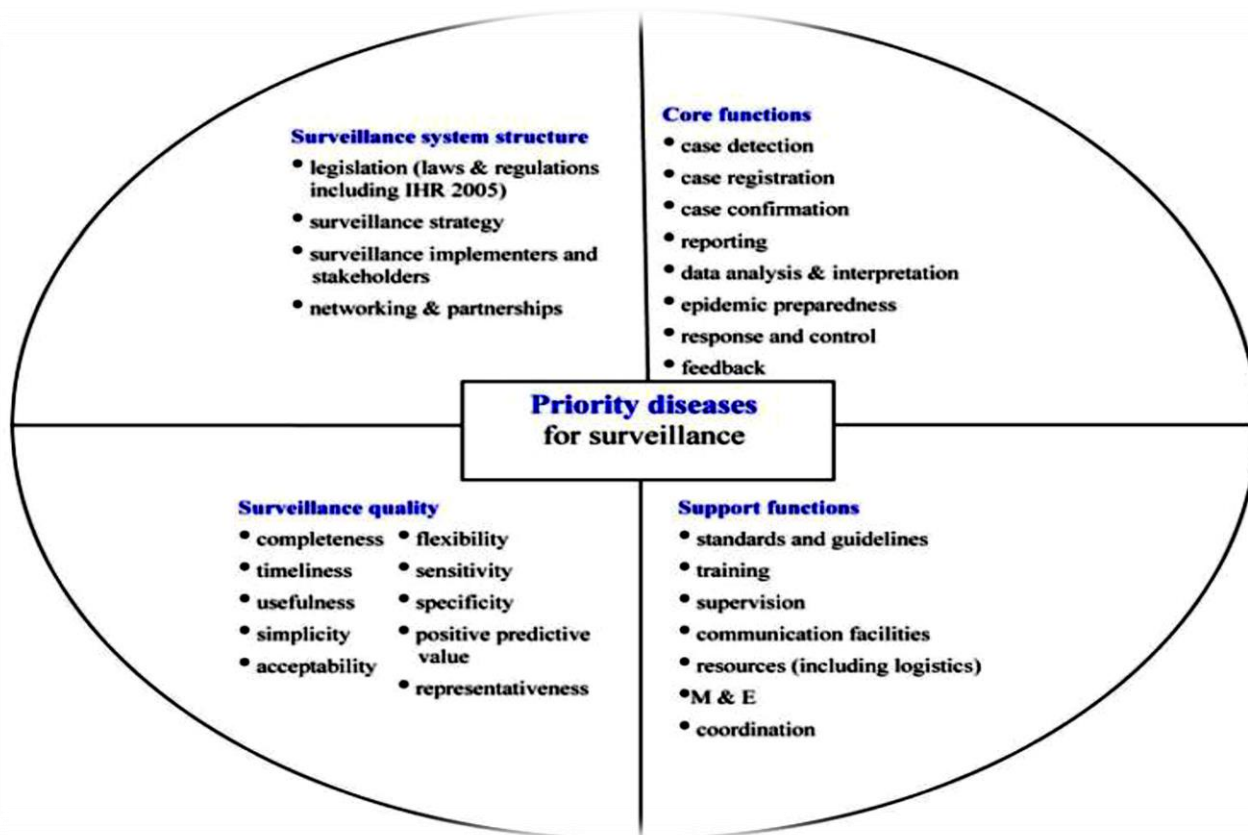 Surveillance system structure
• legislation (laws & regulations
including IHR 2005)
• surveillance strategy
• surveillance implementers and
stakeholders
• networking & partnerships
Core functions
• case detection
• case registration
• case confirmation
• reporting
• data analysis & interpretation
• epidemic preparedness
• response and control
• feedback
Priority diseases
for surveillance
Surveillance quality
• completeness
• timeliness
• usefulness
• simplicity
• acceptability
• flexibility
• sensitivity
• specificity
• positive predictive
value
• representativeness
Support functions
• standards and guidelines
• training
• supervision
• communication facilities
• resources (including logistics)
•M & E
• coordination